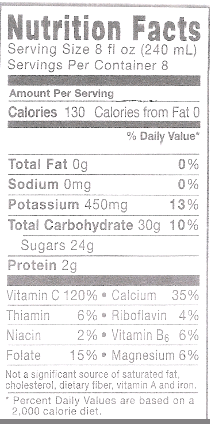 Nutrition Facts
Serving Size 8 fl oz (240 mL)
Servings Per Container 8
Amount Per Serving
Calories 130 Calories from Fat 0
% Daily Value*
Total Fat 0g 0%
Sodium 0mg 0%
Potassium 450mg 13%
Total Carbohydrate 30g 10%
Sugars 24g
Protein 2g
Vitamin C 120% • Calcium 35%
Thiamin 6% • Riboflavin 4%
Niacin 2% • Vitamin B6 6%
Folate 15% • Magnesium 6%
Not a significant source of saturated fat,
cholesterol, dietary fiber, vitamin A and iron.
* Percent Daily Values are based on a
2,000 calorie diet.